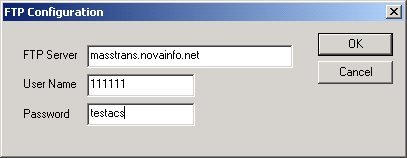 FTP Configuration
FTP Server masstrans.novainfo.net OK
User Name 111111 Cancel
Password testacs